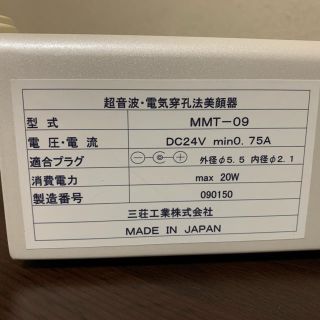 超音波・電気穿孔法美顔器
型式 MMT-09
電圧・電流 DC24V min0.75A
適合プラグ 外径φ5.5 内径φ2.1
消費電力 max 20W
製造番号 090150
三荘工業株式会社
MADE IN JAPAN